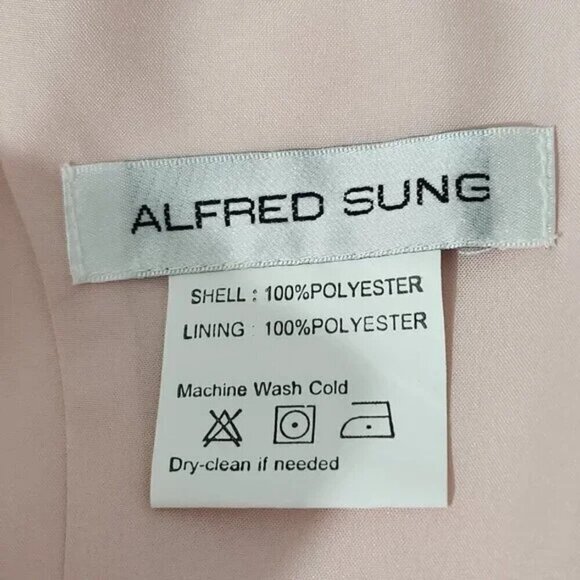 ALFRED SUNG
SHELL : 100%POLYESTER
LINING : 100%POLYESTER
Machine Wash Cold
Dry-clean if needed